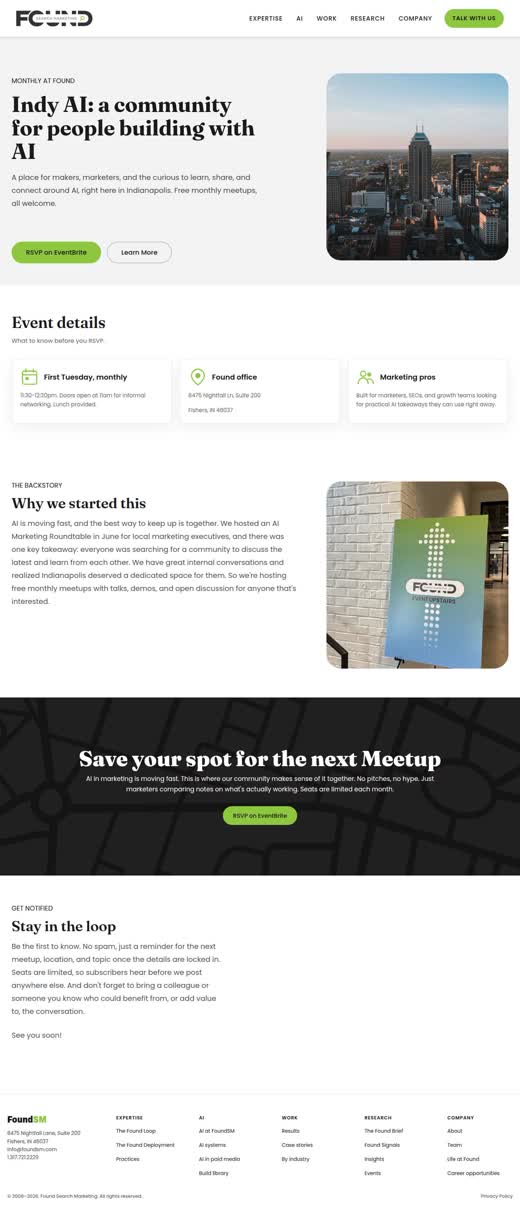 FOUND
SEARCH MARKETING
EXPERTISE
AI
WORK
RESEARCH
COMPANY
TALK WITH US
MONTHLY AT FOUND
Indy AI: a community
for people building with
AI
A place for makers, marketers, and the curious to learn, share, and
connect around AI, right here in Indianapolis. Free monthly meetups,
all welcome.
RSVP on EventBrite
Learn More
Event details
What to know before you RSVP.
First Tuesday, monthly
11:30-12:30pm. Doors open at 11am for informal
networking. Lunch provided.
Found office
8475 Nightfall Ln, Suite 200
Fishers, IN 46037
Marketing pros
Built for marketers, SEOs, and growth teams looking
for practical AI takeaways they can use right away.
THE BACKSTORY
Why we started this
AI is moving fast, and the best way to keep up is together. We hosted an AI
Marketing Roundtable in June for local marketing executives, and there was
one key takeaway: everyone was searching for a community to discuss the
latest and learn from each other. We have great internal conversations and
realized Indianapolis deserved a dedicated space for them. So we're hosting
free monthly meetups with talks, demos, and open discussion for anyone that's
interested.
FOUND
EVENT UPSTAIRS
Save your spot for the next Meetup
AI in marketing is moving fast. This is where our community makes sense of it together. No pitches, no hype. Just
marketers comparing notes on what's actually working. Seats are limited each month.
RSVP on EventBrite
GET NOTIFIED
Stay in the loop
Be the first to know. No spam, just a reminder for the next
meetup, location, and topic once the details are locked in.
Seats are limited, so subscribers hear before we post
anywhere else. And don't forget to bring a colleague or
someone you know who could benefit from, or add value
to, the conversation.
See you soon!
FoundSM
8475 Nightfall Lane, Suite 200
Fishers, IN 46037
info@foundsm.com
1.317.721.2229
EXPERTISE
The Found Loop
The Found Deployment
Practices
AI
AI at FoundSM
AI systems
AI in paid media
Build library
WORK
Results
Case stories
By industry
RESEARCH
The Found Brief
Found Signals
Insights
Events
COMPANY
About
Team
Life at Found
Career opportunities
© 2008–2026. Found Search Marketing. All rights reserved.
Privacy Policy